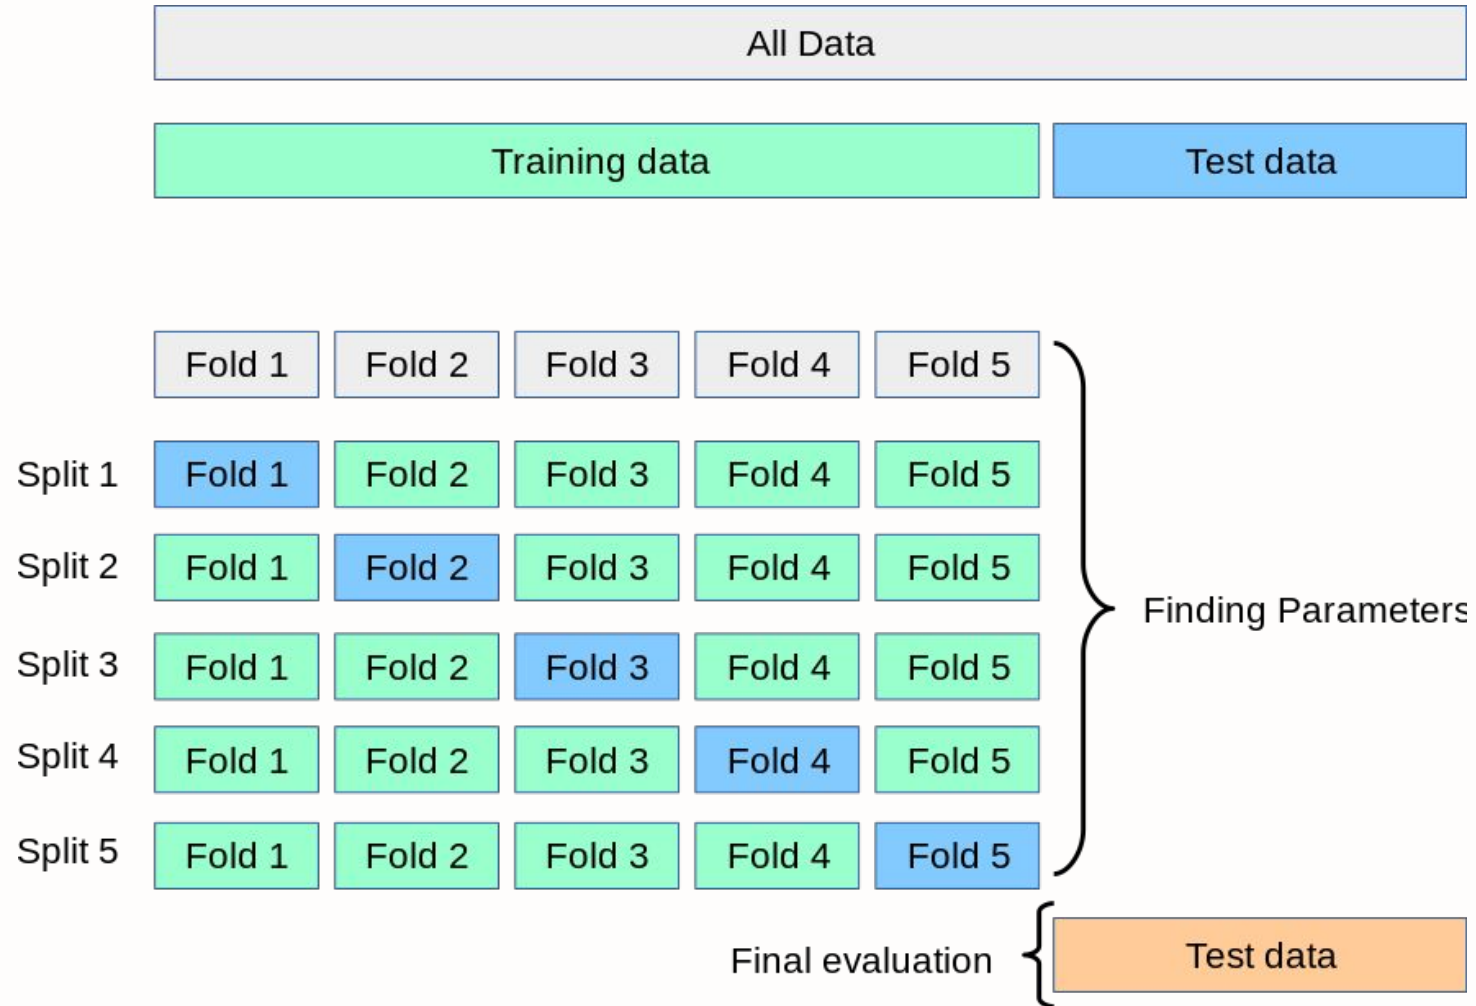 All Data
Training data Test data
Fold 1 Fold 2 Fold 3 Fold 4 Fold 5
Split 1 Fold 1 Fold 2 Fold 3 Fold 4 Fold 5
Split 2 Fold 1 Fold 2 Fold 3 Fold 4 Fold 5
Finding Parameters
Split 3 Fold 1 Fold 2 Fold 3 Fold 4 Fold 5
Split 4 Fold 1 Fold 2 Fold 3 Fold 4 Fold 5
Split 5 Fold 1 Fold 2 Fold 3 Fold 4 Fold 5
Final evaluation Test data